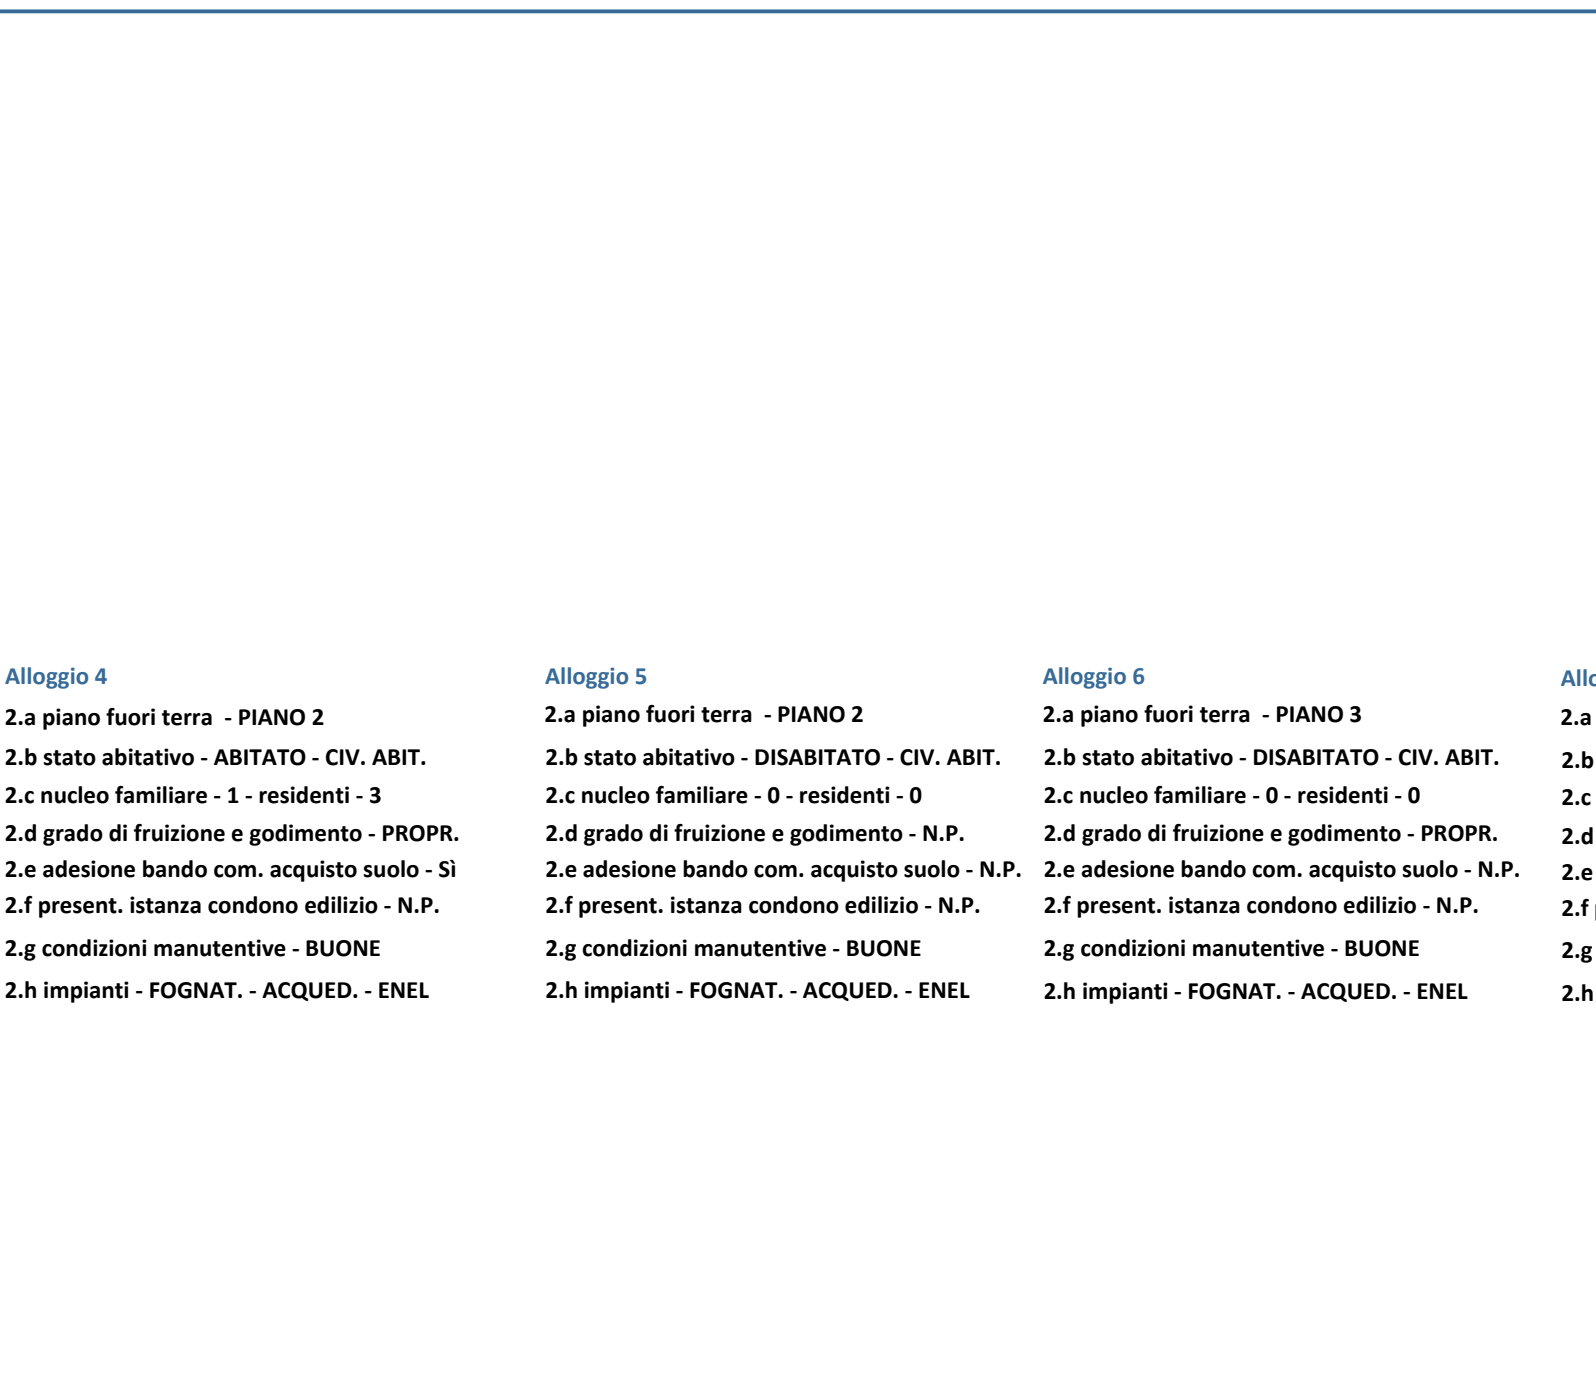 Alloggio 4
2.a piano fuori terra  - PIANO 2
2.b stato abitativo - ABITATO - CIV. ABIT.
2.c nucleo familiare - 1 - residenti - 3
2.d grado di fruizione e godimento - PROPR.
2.e adesione bando com. acquisto suolo - Sì
2.f present. istanza condono edilizio - N.P.
2.g condizioni manutentive - BUONE
2.h impianti - FOGNAT. - ACQUED. - ENEL
Alloggio 5
2.a piano fuori terra  - PIANO 2
2.b stato abitativo - DISABITATO - CIV. ABIT.
2.c nucleo familiare - 0 - residenti - 0
2.d grado di fruizione e godimento - N.P.
2.e adesione bando com. acquisto suolo - N.P.
2.f present. istanza condono edilizio - N.P.
2.g condizioni manutentive - BUONE
2.h impianti - FOGNAT. - ACQUED. - ENEL
Alloggio 6
2.a piano fuori terra  - PIANO 3
2.b stato abitativo - DISABITATO - CIV. ABIT.
2.c nucleo familiare - 0 - residenti - 0
2.d grado di fruizione e godimento - PROPR.
2.e adesione bando com. acquisto suolo - N.P.
2.f present. istanza condono edilizio - N.P.
2.g condizioni manutentive - BUONE
2.h impianti - FOGNAT. - ACQUED. - ENEL
2.a
2.b
2.c
2.d
2.e
2.f
2.g
2.h